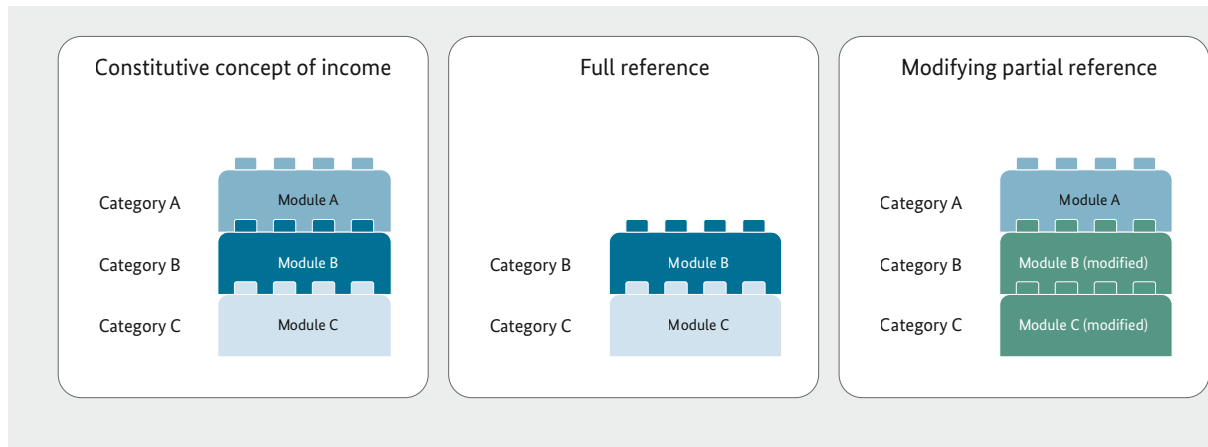 Constitutive concept of income
Category A
Module A
Category B
Module B
Category C
Module C
Full reference
Category B
Module B
Category C
Module C
Modifying partial reference
Category A
Module A
Category B
Module B (modified)
Category C
Module C (modified)